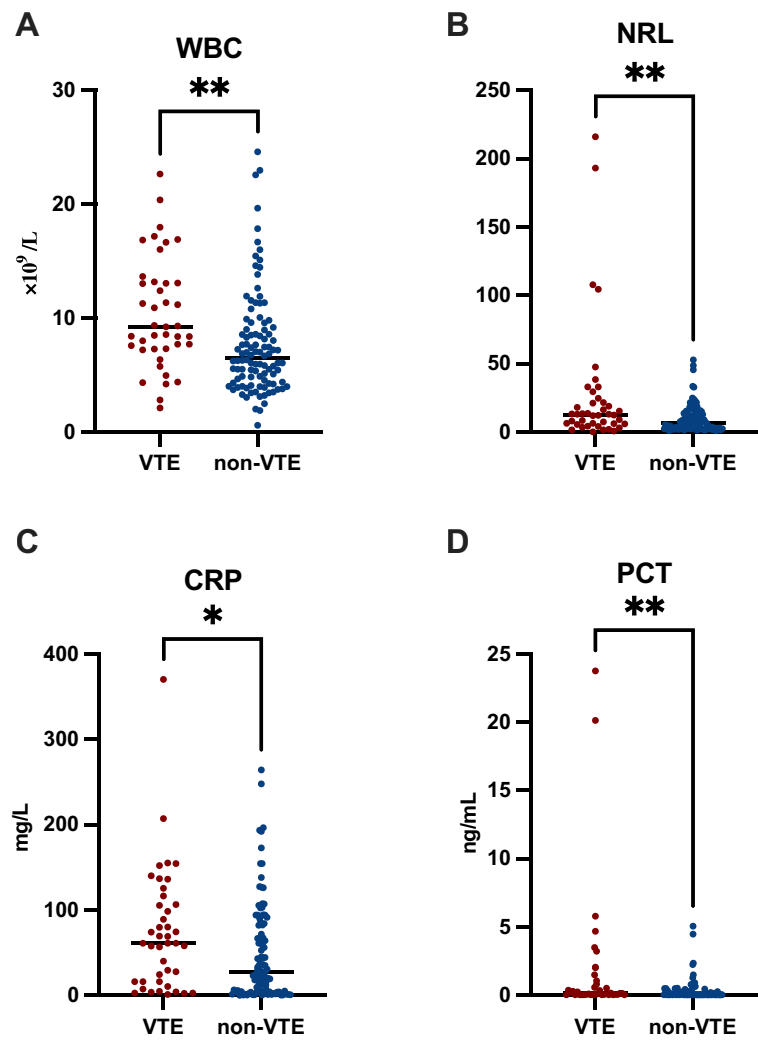 A
WBC
**
×10⁹/L
30
20
10
0
VTE non-VTE
B
NRL
**
250
200
150
100
50
0
VTE non-VTE
C
CRP
*
mg/L
400
300
200
100
0
VTE non-VTE
D
PCT
**
ng/mL
25
20
15
10
5
0
VTE non-VTE